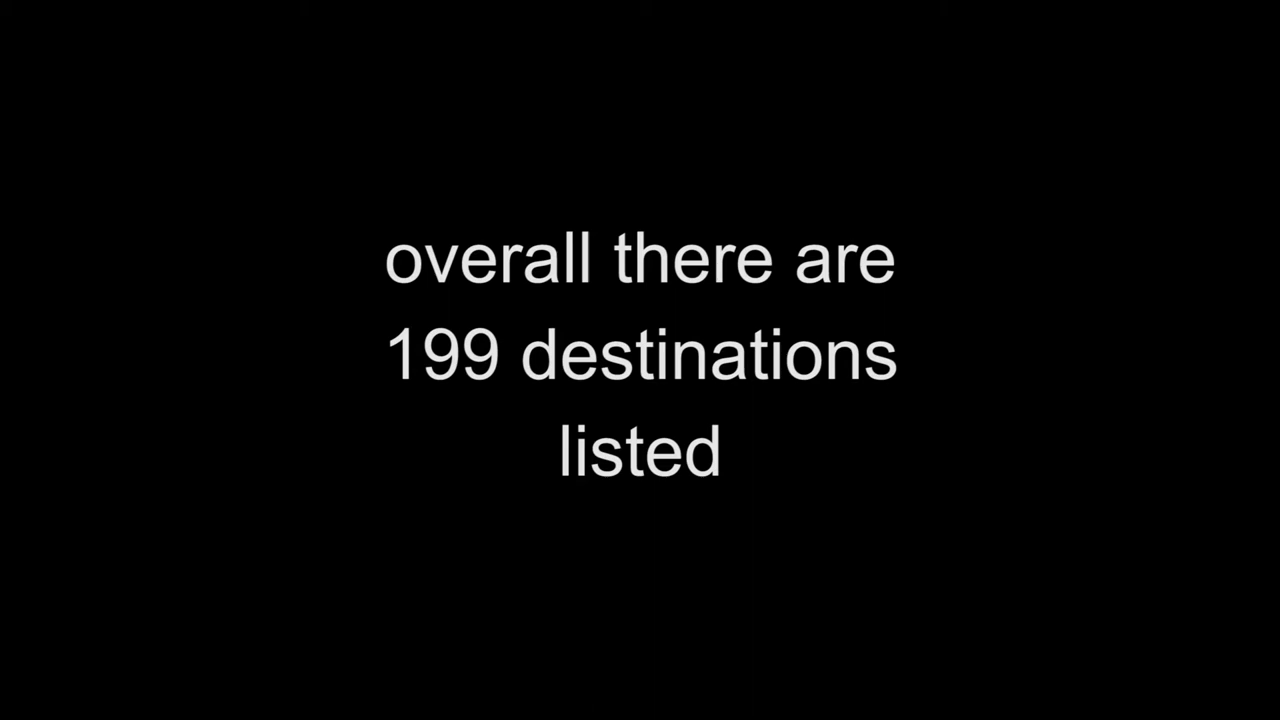 overall there are
199 destinations
listed